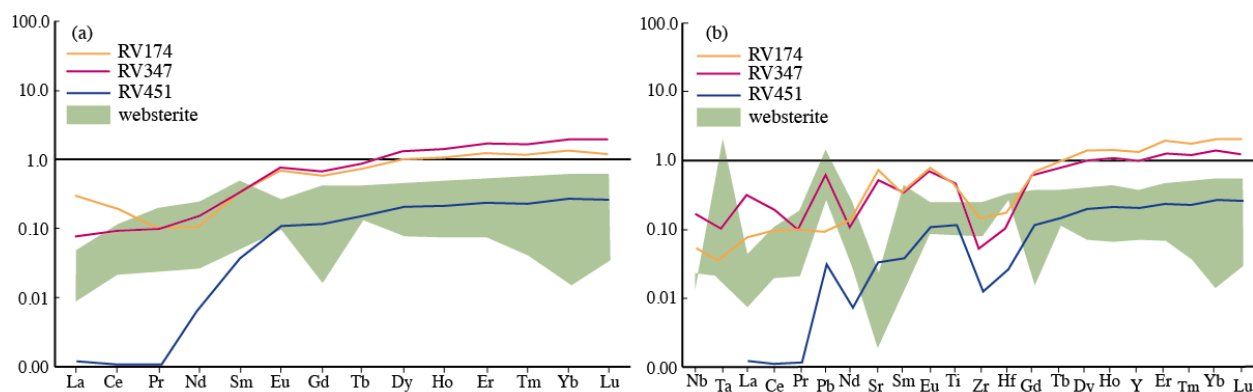 (a)
100.0
10.0
1.0
0.10
0.01
0.00
RV174
RV347
RV451
websterite
La Ce Pr Nd Sm Eu Gd Tb Dy Ho Er Tm Yb Lu
(b)
100.0
10.0
1.0
0.10
0.01
0.00
RV174
RV347
RV451
websterite
Nb Ta La Ce Pr Pb Nd Sr Sm Eu Ti Zr Hf Gd Tb Dy Ho Y Er Tm Yb Lu